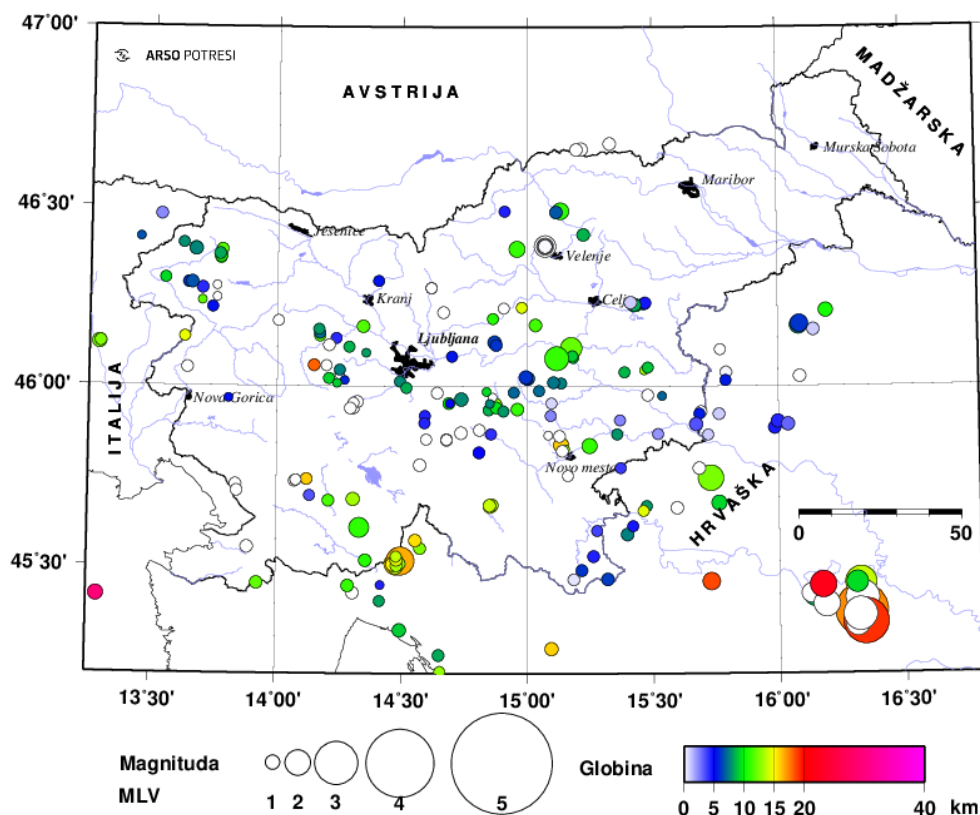 47°00'
ARSO POTRESI
AVSTRIJA
MADŽARSKA
Murska Sobota
Maribor
46°30'
Jesenice
Velenje
Kranj
Celje
Ljubljana
46°00'
ITALIJA
Nova Gorica
Novo mesto
HRVAŠKA
0 50
45°30'
13°30' 14°00' 14°30' 15°00' 15°30' 16°00' 16°30'
Magnituda
MLV
1 2 3 4 5
Globina
0 5 10 15 20 40 km